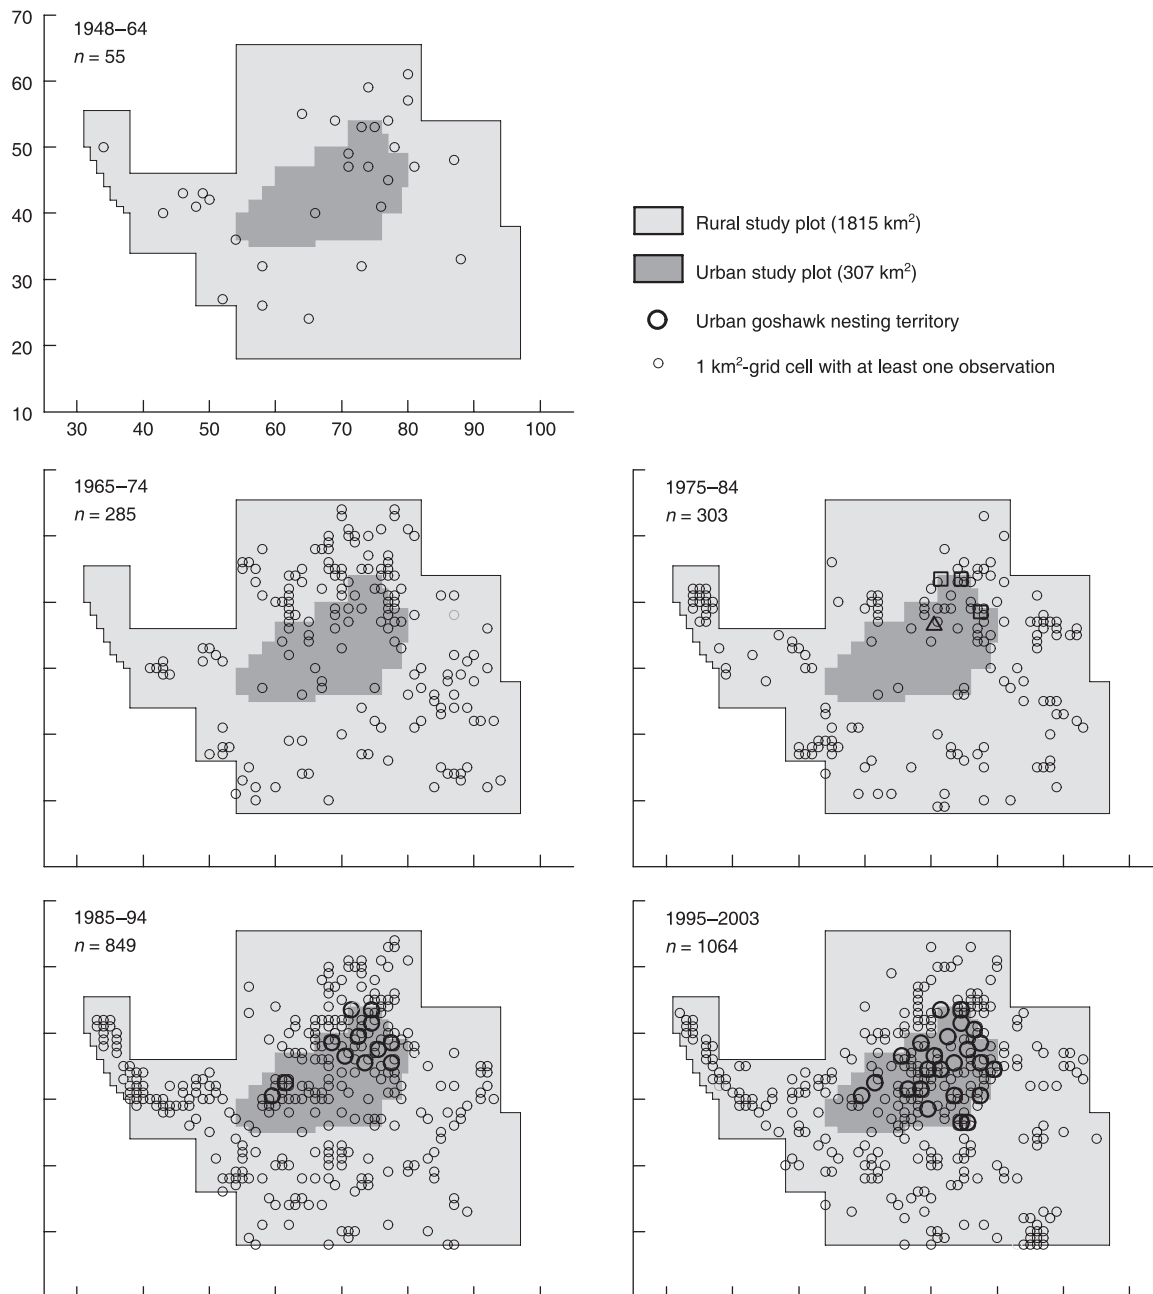 70
1948–64
n = 55
60
50
40
30
20
10
30 40 50 60 70 80 90 100
Rural study plot (1815 km²)
Urban study plot (307 km²)
Urban goshawk nesting territory
1 km²-grid cell with at least one observation
1965–74
n = 285
1975–84
n = 303
1985–94
n = 849
1995–2003
n = 1064